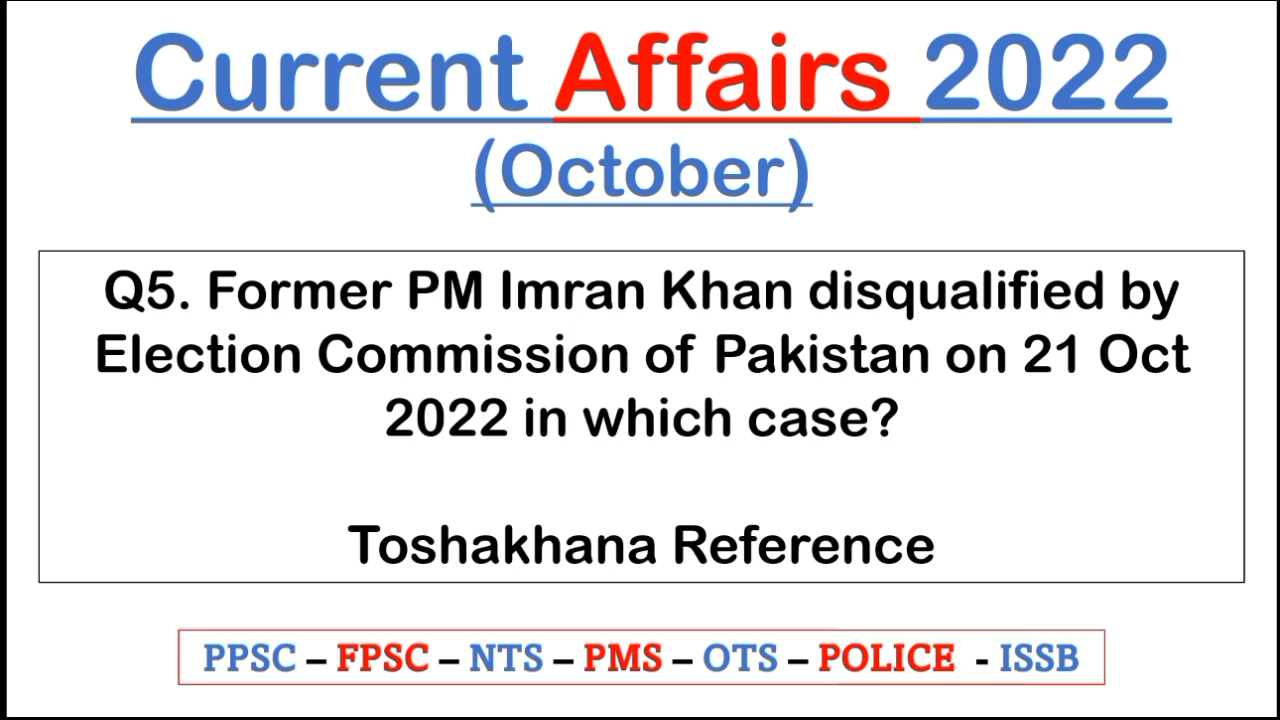 Current Affairs 2022
(October)
Q5. Former PM Imran Khan disqualified by
Election Commission of Pakistan on 21 Oct
2022 in which case?
Toshakhana Reference
PPSC – FPSC – NTS – PMS – OTS – POLICE - ISSB